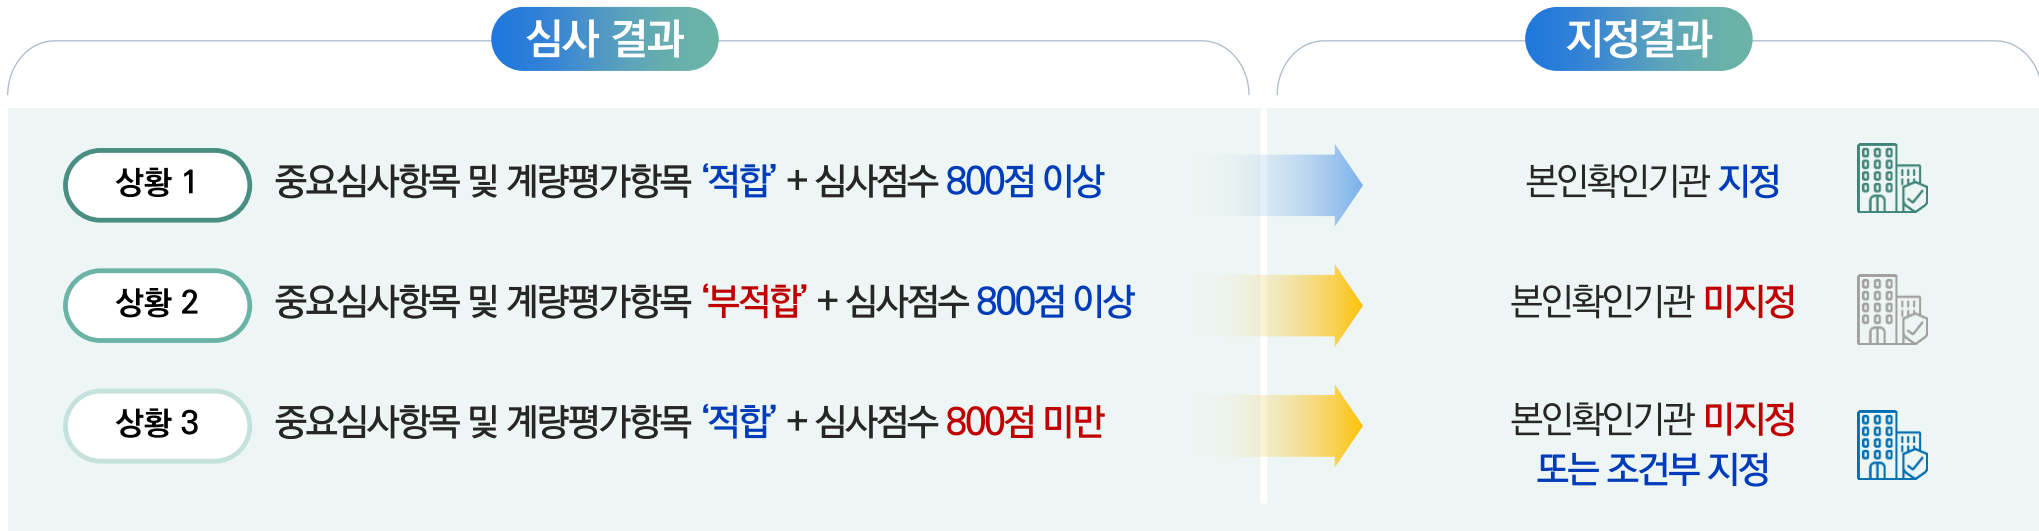 심사 결과
지정결과
상황 1
중요심사항목 및 계량평가항목 ‘적합’ + 심사점수 800점 이상
본인확인기관 지정
상황 2
중요심사항목 및 계량평가항목 ‘부적합’ + 심사점수 800점 이상
본인확인기관 미지정
상황 3
중요심사항목 및 계량평가항목 ‘적합’ + 심사점수 800점 미만
본인확인기관 미지정
또는 조건부 지정